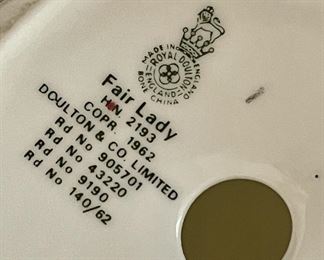 MADE IN ENGLAND
ROYAL DOULTON
ENGLAND
BONE CHINA
Fair Lady
HN. 2193
COPR. 1962
DOULTON & CO LIMITED
Rd No 905701
Rd No 43220
Rd No 9190
Rd No 140/62